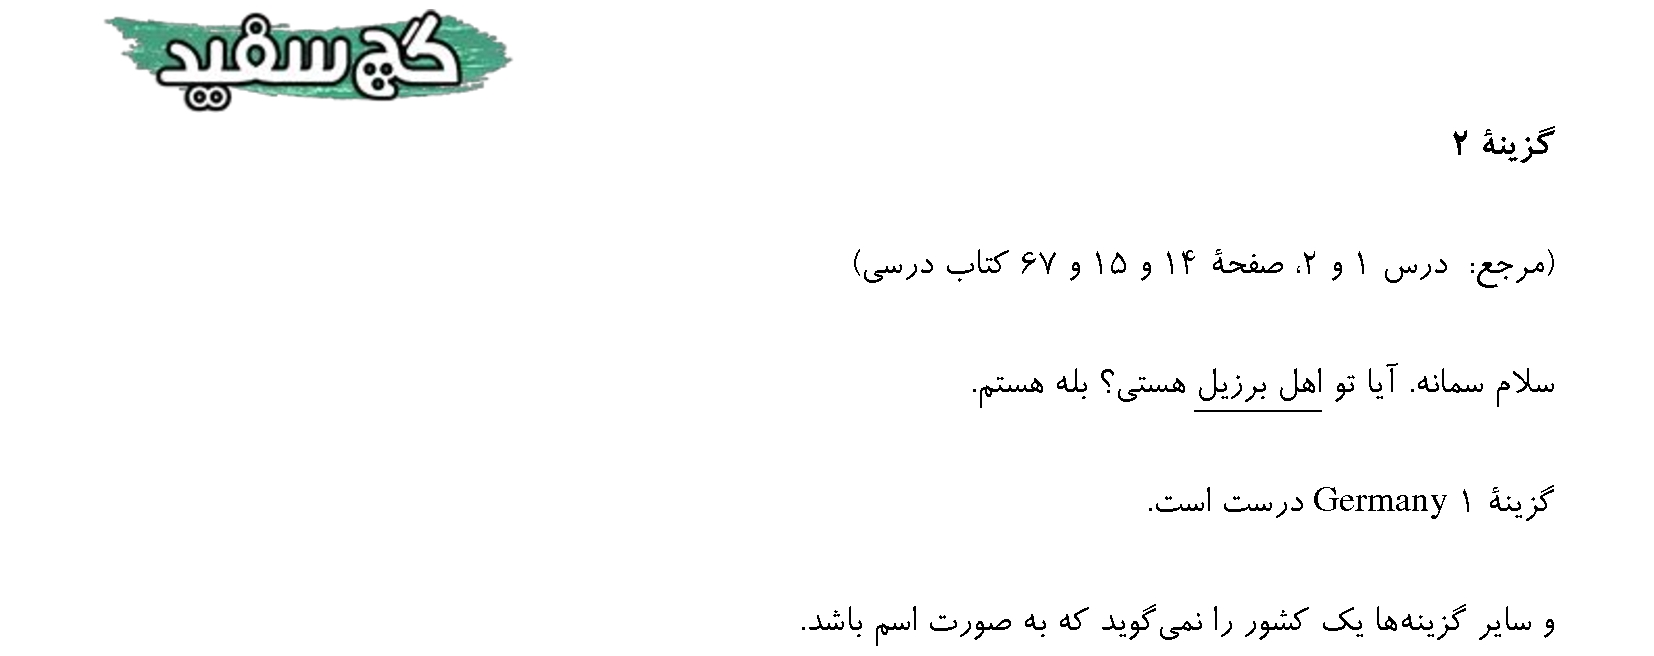 گچ سفید
گزینهٔ ۲
(مرجع: درس ۱ و ۲، صفحهٔ ۱۴ و ۱۵ و ۶۷ کتاب درسی)
سلام سمانه. آیا تو اهل برزیل هستی؟ بله هستم.
گزینهٔ ۱ Germany درست است.
و سایر گزینه‌ها یک کشور را نمی‌گوید که به صورت اسم باشد.